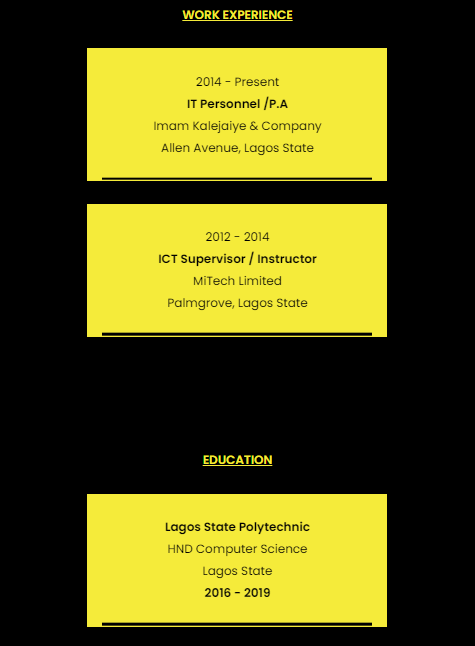 WORK EXPERIENCE
2014 - Present
IT Personnel /P.A
Imam Kalejaiye & Company
Allen Avenue, Lagos State
2012 - 2014
ICT Supervisor / Instructor
MiTech Limited
Palmgrove, Lagos State
EDUCATION
Lagos State Polytechnic
HND Computer Science
Lagos State
2016 - 2019